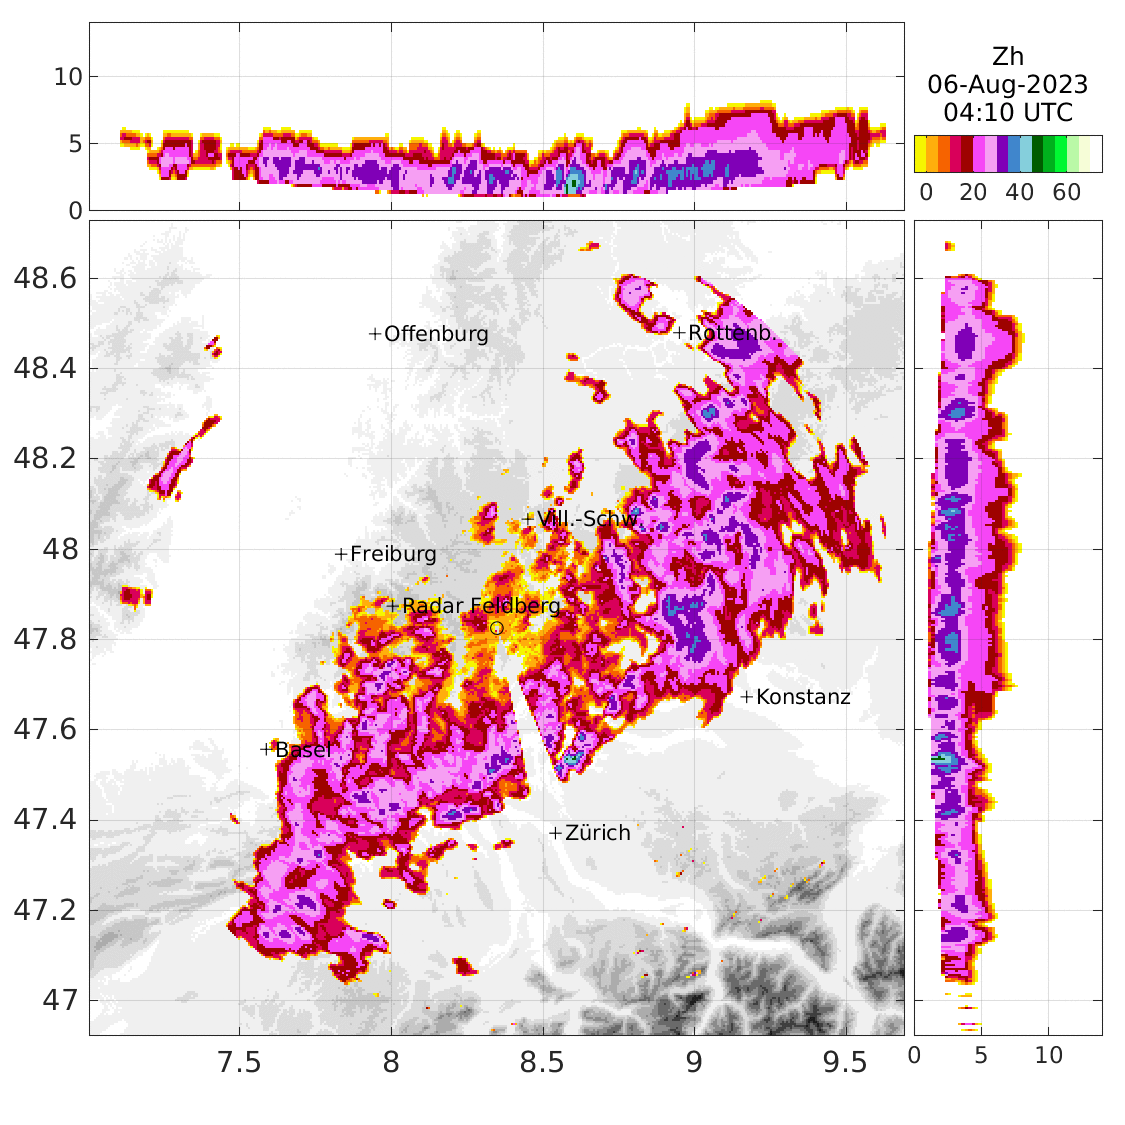 10
5
0
Zh
06-Aug-2023
04:10 UTC
0 20 40 60
48.6
48.4
48.2
48
47.8
47.6
47.4
47.2
47
+Offenburg
+Rottenb.
+Vill.-Schw.
+Freiburg
+Radar Feldberg
+Konstanz
+Basel
+Zürich
7.5 8 8.5 9 9.5
0 5 10